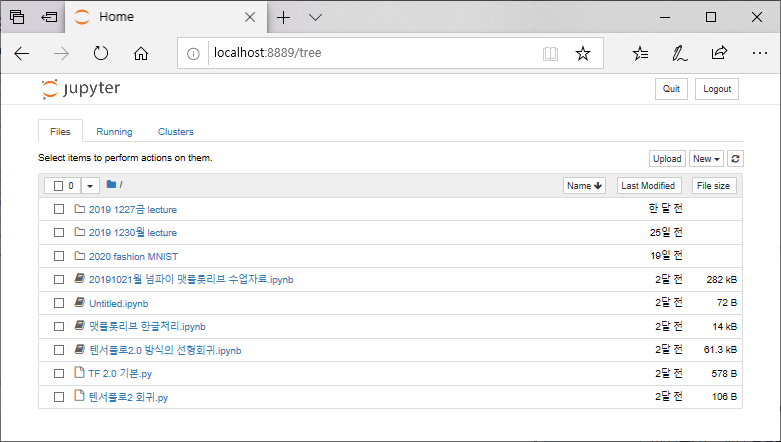 Home
localhost:8889/tree
jupyter
Quit Logout
Files Running Clusters
Select items to perform actions on them.
Upload New
0 / Name Last Modified File size
2019 1227금 lecture 한 달 전
2019 1230월 lecture 25일 전
2020 fashion MNIST 19일 전
20191021월 넘파이 맷플롯리브 수업자료.ipynb 2달 전 282 kB
Untitled.ipynb 2달 전 72 B
맷플롯리브 한글처리.ipynb 2달 전 14 kB
텐서플로2.0 방식의 선형회귀.ipynb 2달 전 61.3 kB
TF 2.0 기본.py 2달 전 578 B
텐서플로2 회귀.py 2달 전 106 B